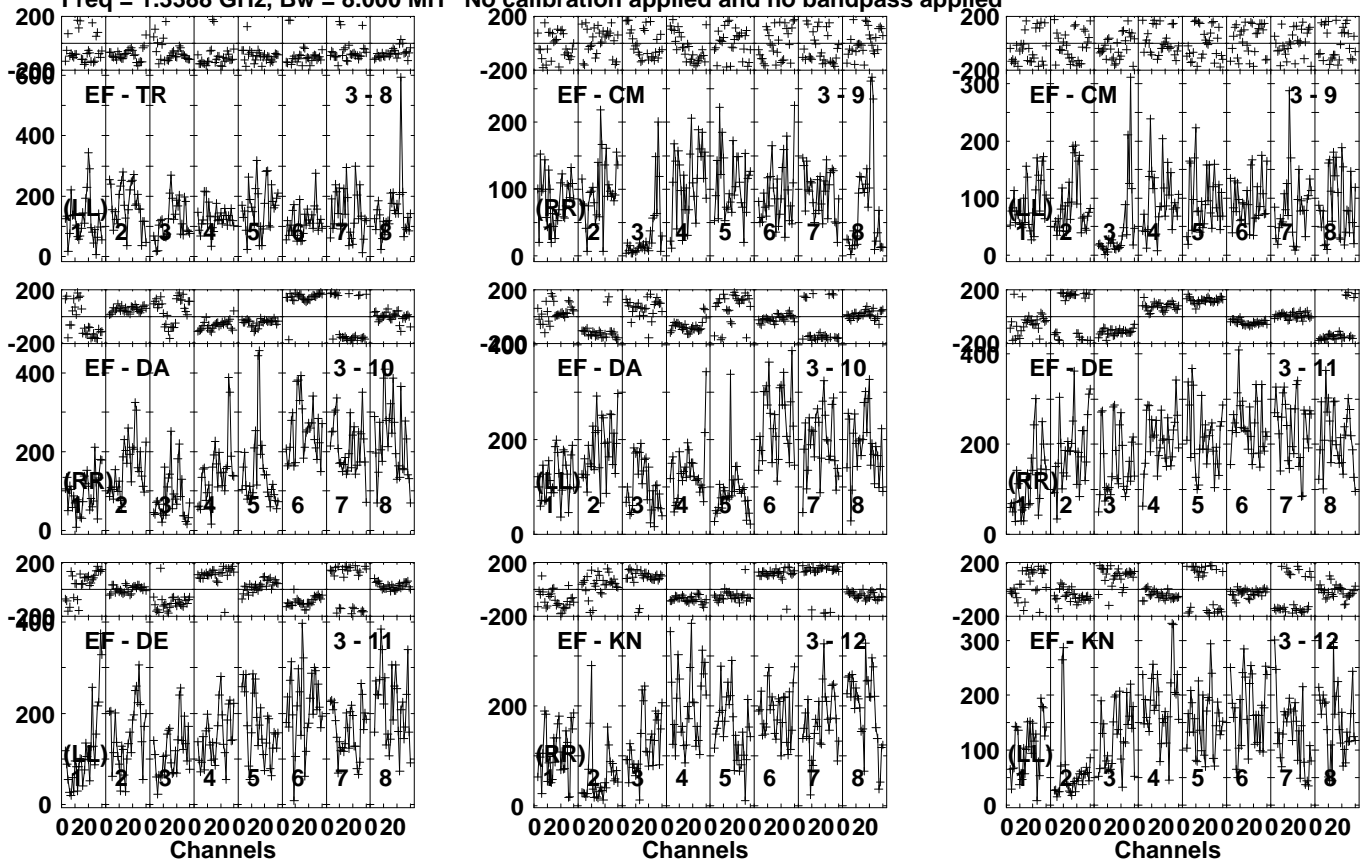 Freq = 1.5588 GHz, Bw = 8.000 MH No calibration applied and no bandpass applied
200 200 200
-200 -200 -200
600 300
EF - TR 3 - 8 EF - CM 3 - 9 EF - CM 3 - 9
400 200 200
200 100 100
(LL) (RR) (LL)
1 2 3 4 5 6 7 8 1 2 3 4 5 6 7 8 1 2 3 4 5 6 7 8
0 0 0
200 200 200
-200 -200 -200
400 400
EF - DA 3 - 10 EF - DA 3 - 10 EF - DE 3 - 11
400
200 200 200
(RR) (LL) (RR)
1 2 3 4 5 6 7 8 1 2 3 4 5 6 7 8 1 2 3 4 5 6 7 8
0 0 0
200 200 200
-200 -200 -200
400
EF - DE 3 - 11 EF - KN 3 - 12 EF - KN 3 - 12
300
200 200 200
(LL) (RR) (LL)
100
1 2 3 4 5 6 7 8 1 2 3 4 5 6 7 8 1 2 3 4 5 6 7 8
0 0 0
0 20 0 20 0 20 0 20 0 20 0 20 0 20 0 20 0 20 0 20 0 20 0 20 0 20 0 20 0 20 0 20 0 20 0 20 0 20 0 20 0 20 0 20 0 20 0 20
Channels Channels Channels